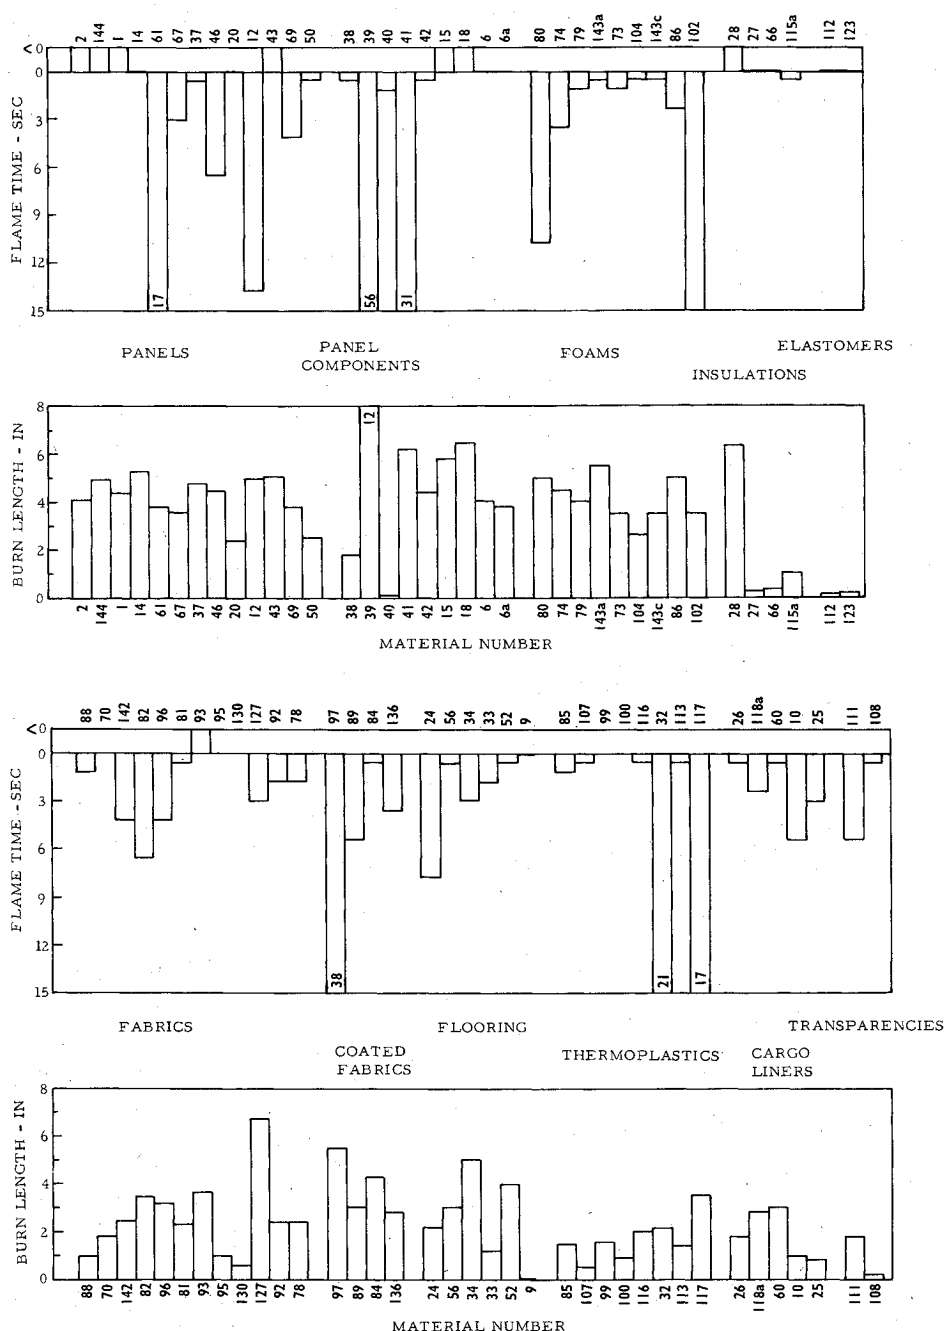 2 144 1 14 61 67 37 46 20 12 43 69 50 38 39 40 41 42 15 18 6 6a 80 74 79 143a 73 104 143c 86 102 28 27 66 115a 112 123
<0
0
3
6
9
12
15
FLAME TIME - SEC
17 56 31
PANELS
PANEL
COMPONENTS
FOAMS
ELASTOMERS
INSULATIONS
8
6
4
2
0
BURN LENGTH - IN
12
2 144 1 14 61 67 37 46 20 12 43 69 50 38 39 40 41 42 15 18 6 6a 80 74 79 143a 73 104 143c 86 102 28 27 66 115a 112 123
MATERIAL NUMBER
88 70 142 82 96 81 93 95 130 127 92 78 97 89 84 136 24 56 34 33 52 9 85 107 99 100 116 32 113 117 26 118a 60 10 25 111 108
<0
0
3
6
9
12
15
FLAME TIME - SEC
38 21 17
FABRICS
FLOORING
TRANSPARENCIES
COATED
FABRICS
THERMOPLASTICS
CARGO
LINERS
8
6
4
2
0
BURN LENGTH - IN
88 70 142 82 96 81 93 95 130 127 92 78 97 89 84 136 24 56 34 33 52 9 85 107 99 100 116 32 113 117 26 118a 60 10 25 111 108
MATERIAL NUMBER